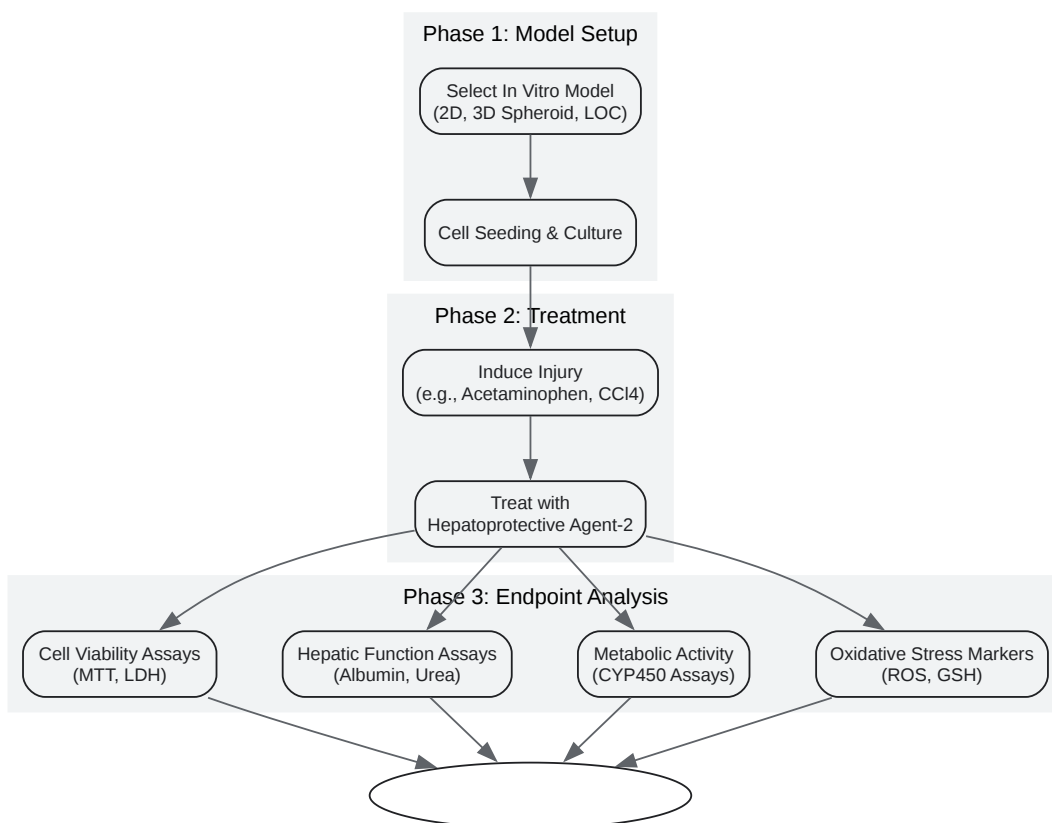 Phase 1: Model Setup
Select In Vitro Model
(2D, 3D Spheroid, LOC)
Cell Seeding & Culture
Phase 2: Treatment
Induce Injury
(e.g., Acetaminophen, CCl4)
Treat with
Hepatoprotective Agent-2
Phase 3: Endpoint Analysis
Cell Viability Assays
(MTT, LDH)
Hepatic Function Assays
(Albumin, Urea)
Metabolic Activity
(CYP450 Assays)
Oxidative Stress Markers
(ROS, GSH)